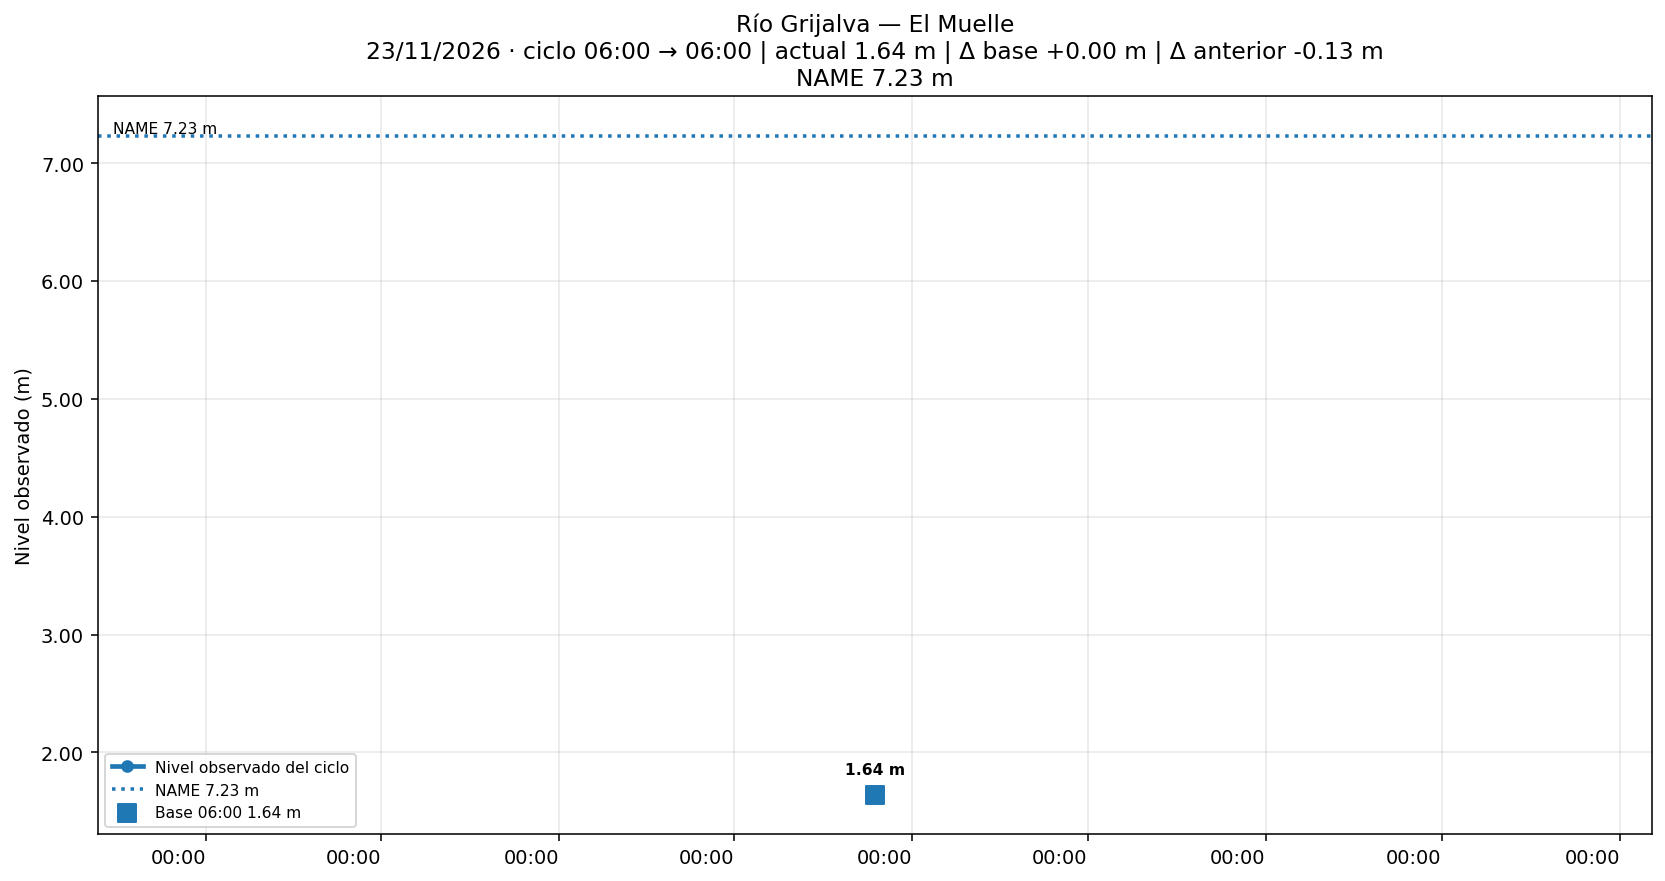 Río Grijalva — El Muelle
23/11/2026 · ciclo 06:00 → 06:00 | actual 1.64 m | Δ base +0.00 m | Δ anterior -0.13 m
NAME 7.23 m
NAME 7.23 m
7.00
6.00
5.00
4.00
3.00
2.00
Nivel observado (m)
1.64 m
Nivel observado del ciclo
NAME 7.23 m
Base 06:00 1.64 m
00:00 00:00 00:00 00:00 00:00 00:00 00:00 00:00 00:00